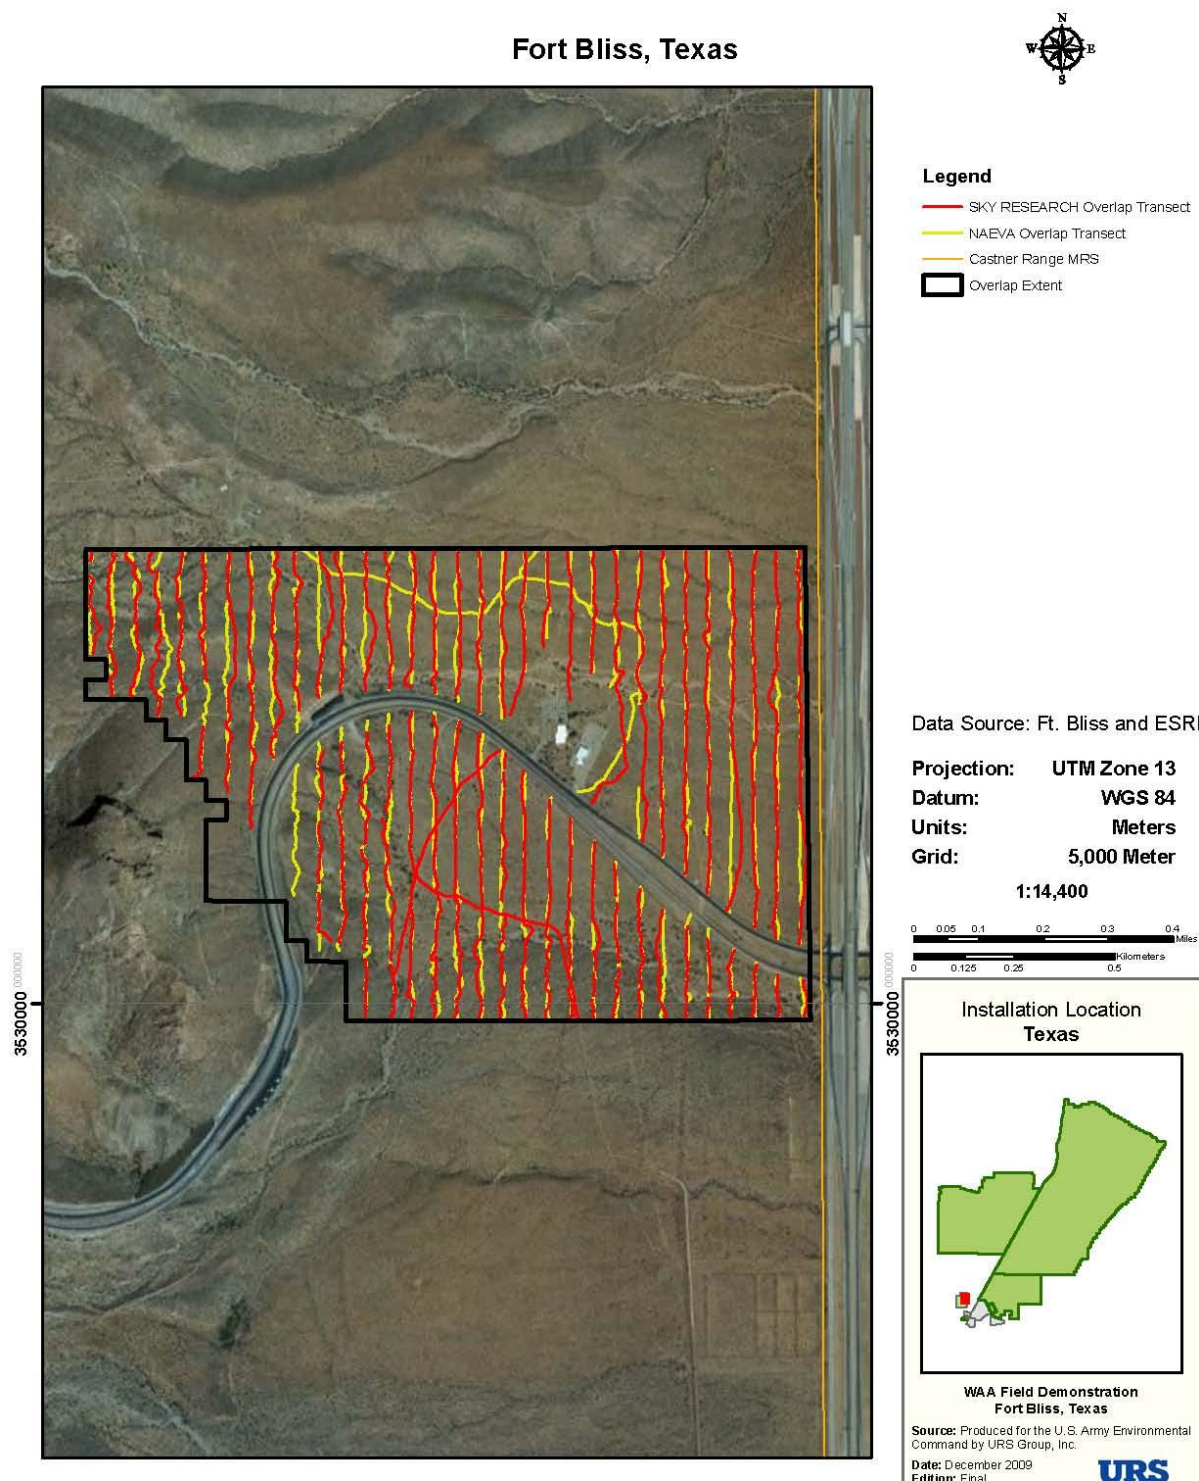 Fort Bliss, Texas
N
W E
S
Legend
SKY RESEARCH Overlap Transect
NAEVA Overlap Transect
Castner Range MRS
Overlap Extent
Data Source: Ft. Bliss and ESRI
Projection: UTM Zone 13
Datum: WGS 84
Units: Meters
Grid: 5,000 Meter
1:14,400
0 0.05 0.1 0.2 0.3 0.4
Miles
Kilometers
0 0.125 0.25 0.5
3530000 000000
3530000 000000
Installation Location
Texas
WAA Field Demonstration
Fort Bliss, Texas
Source: Produced for the U.S. Army Environmental
Command by URS Group, Inc.
Date: December 2009
Edition: Final
URS